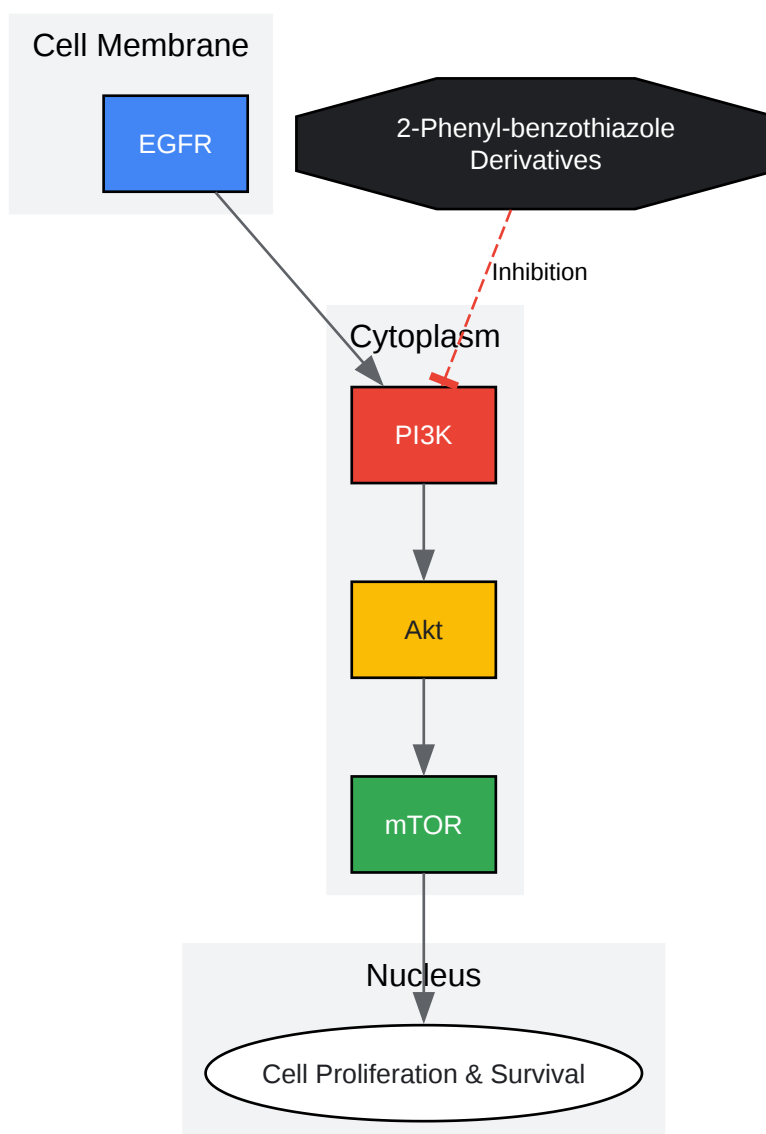 Cell Membrane
EGFR
2-Phenyl-benzothiazole
Derivatives
Inhibition
Cytoplasm
PI3K
Akt
mTOR
Nucleus
Cell Proliferation & Survival